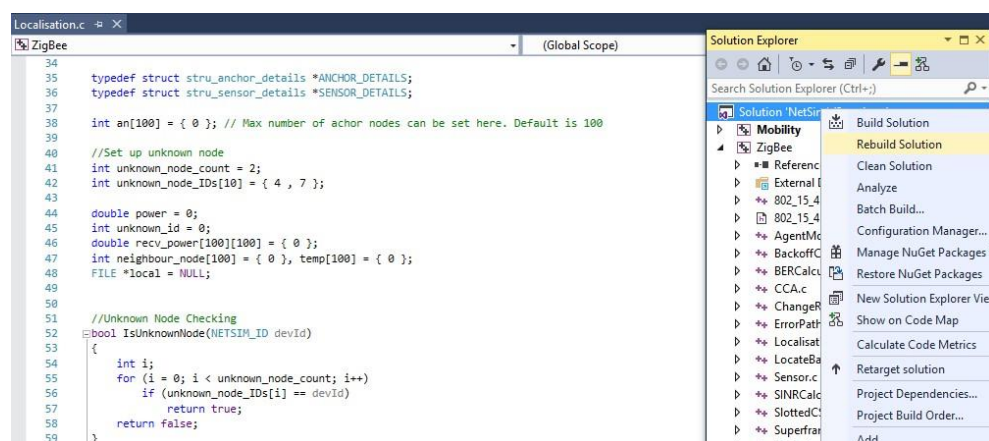 Localisation.c
ZigBee
(Global Scope)
34
35 typedef struct stru_anchor_details *ANCHOR_DETAILS;
36 typedef struct stru_sensor_details *SENSOR_DETAILS;
37
38 int an[100] = { 0 }; // Max number of achor nodes can be set here. Default is 100
39
40 //Set up unknown node
41 int unknown_node_count = 2;
42 int unknown_node_IDs[10] = { 4 , 7 };
43
44 double power = 0;
45 int unknown_id = 0;
46 double recv_power[100][100] = { 0 };
47 int neighbour_node[100] = { 0 }, temp[100] = { 0 };
48 FILE *local = NULL;
49
50
51 //Unknown Node Checking
52 bool IsUnknownNode(NETSIM_ID devId)
53 {
54 int i;
55 for (i = 0; i < unknown_node_count; i++)
56 if (unknown_node_IDs[i] == devId)
57 return true;
58 return false;
59 }
Solution Explorer
Search Solution Explorer (Ctrl+;)
Solution 'NetSim
Mobility
ZigBee
Referenc
External
802_15_4
802_15_4
AgentMo
BackoffC
BERCalcu
CCA.c
ChangeR
ErrorPath
Localisat
LocateBa
Sensor.c
SINRCalc
SlottedCS
Superfrar
Build Solution
Rebuild Solution
Clean Solution
Analyze
Batch Build...
Configuration Manager...
Manage NuGet Packages
Restore NuGet Packages
New Solution Explorer Vie
Show on Code Map
Calculate Code Metrics
Retarget solution
Project Dependencies...
Project Build Order...
Add